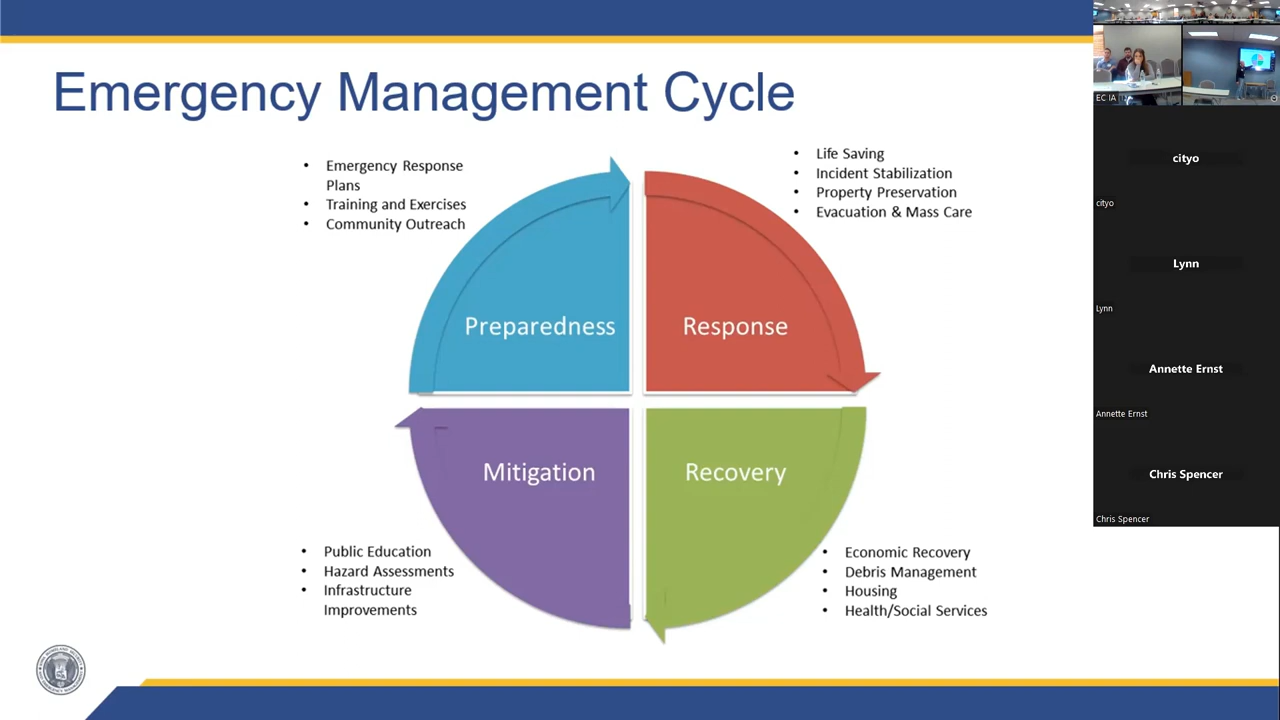 Emergency Management Cycle
• Emergency Response
Plans
• Training and Exercises
• Community Outreach
• Life Saving
• Incident Stabilization
• Property Preservation
• Evacuation & Mass Care
Preparedness
Response
Mitigation
Recovery
• Public Education
• Hazard Assessments
• Infrastructure
Improvements
• Economic Recovery
• Debris Management
• Housing
• Health/Social Services
EC IA
cityo
cityo
Lynn
Lynn
Annette Ernst
Annette Ernst
Chris Spencer
Chris Spencer